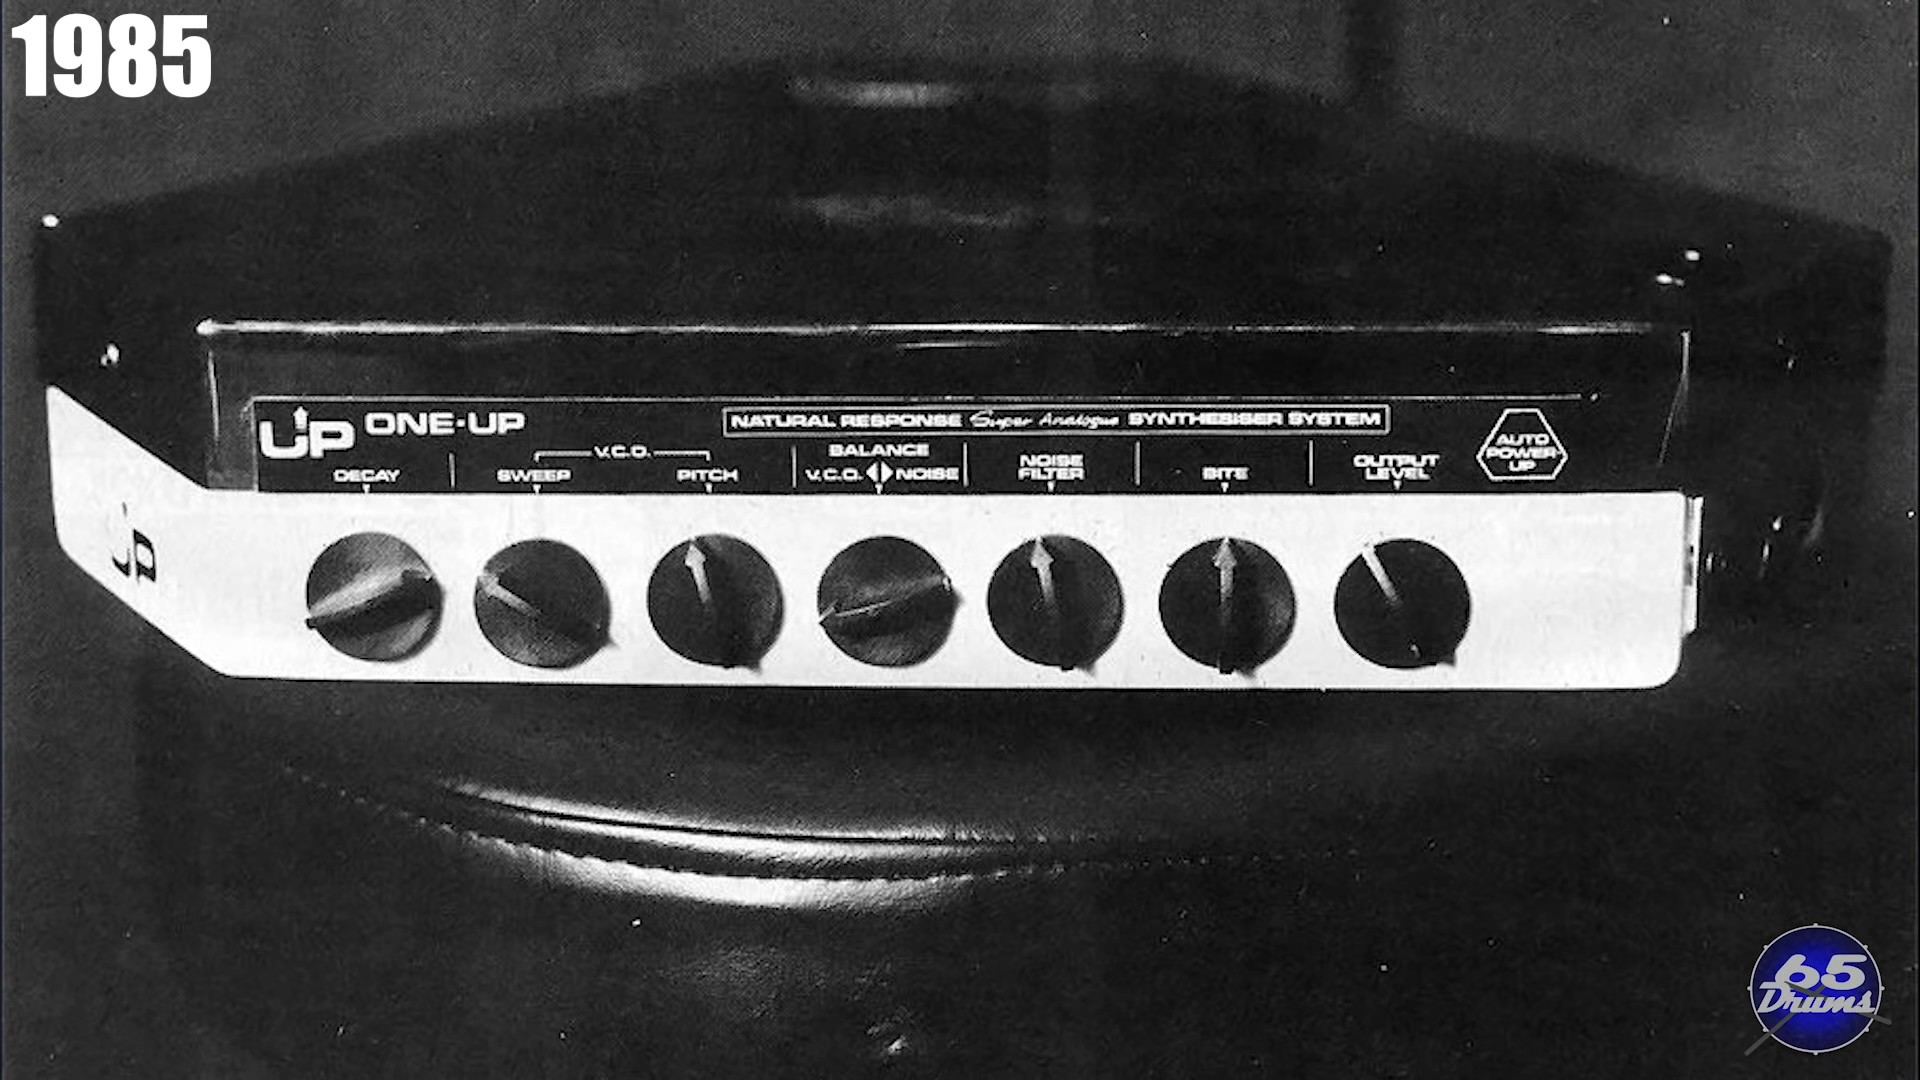 1985
UP ONE-UP
NATURAL RESPONSE Super Analogue SYNTHESISER SYSTEM
AUTO
POWER-
UP
DECAY
V.C.O.
SWEEP
PITCH
BALANCE
V.C.O. NOISE
NOISE
FILTER
BITE
OUTPUT
LEVEL
UP
65
Drums